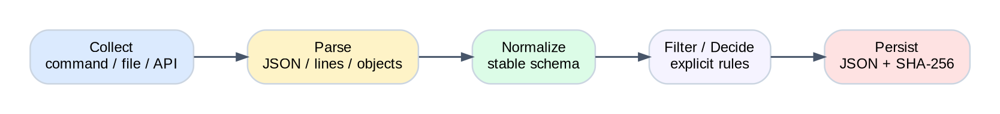 Collect
command / file / API
Parse
JSON / lines / objects
Normalize
stable schema
Filter / Decide
explicit rules
Persist
JSON + SHA-256